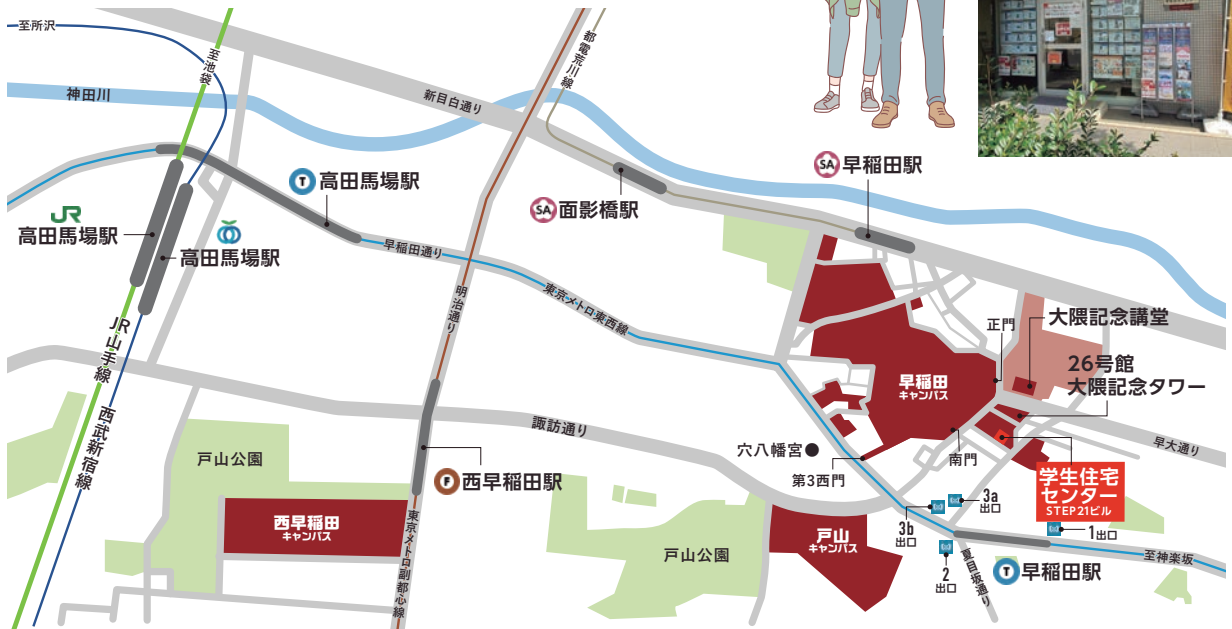 至所沢
至池袋
都電荒川線
神田川
新目白通り
SA 早稲田駅
T 高田馬場駅
SA 面影橋駅
JR
高田馬場駅
高田馬場駅
早稲田通り
明治通り
東京メトロ東西線
正門
大隈記念講堂
26号館
大隈記念タワー
JR山手線
西武新宿線
早稲田
キャンパス
諏訪通り
早大通り
穴八幡宮
南門
第3西門
戸山公園
F 西早稲田駅
学生住宅
センター
STEP21ビル
3a
出口
3b
出口
1出口
西早稲田
キャンパス
戸山
キャンパス
戸山公園
東京メトロ副都心線
2
出口
夏目坂通り
T 早稲田駅
至神楽坂